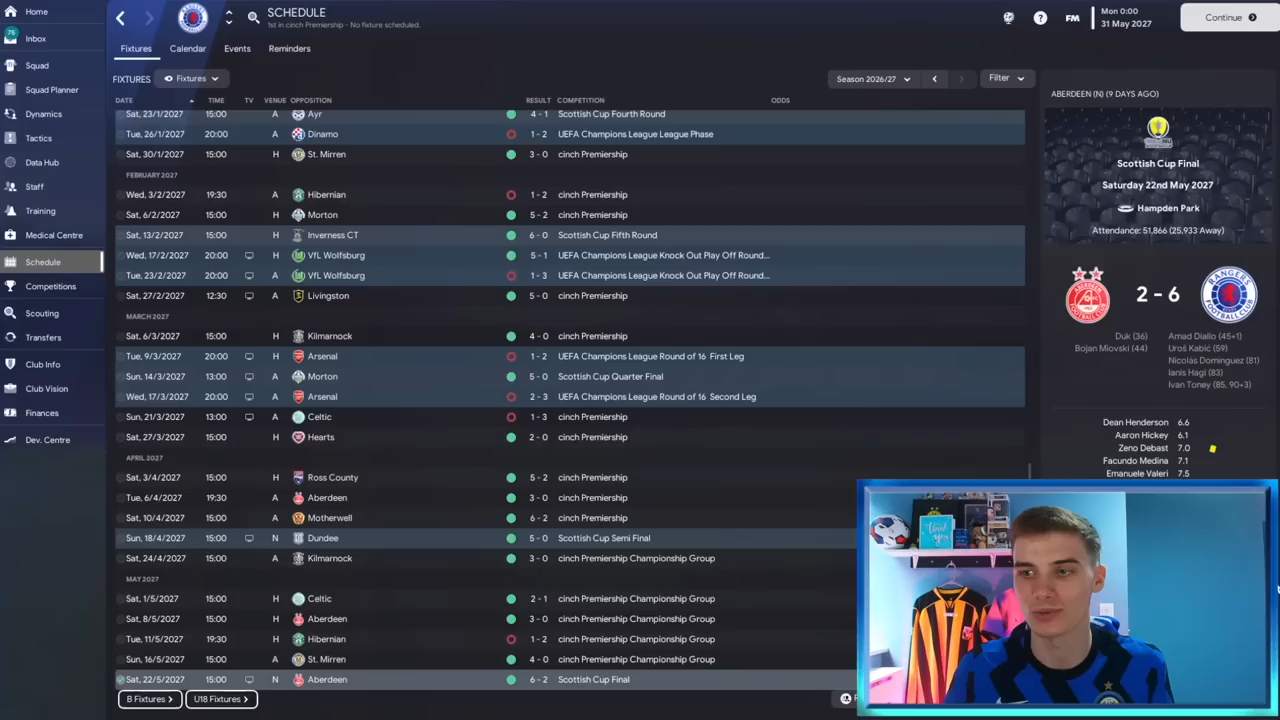 Home
75
Inbox
Squad
Squad Planner
Dynamics
Tactics
Data Hub
Staff
Training
Medical Centre
Schedule
Competitions
Scouting
Transfers
Club Info
Club Vision
Finances
Dev. Centre
SCHEDULE
1st in cinch Premiership - No fixture scheduled.
FM
Mon 0:00
31 May 2027
Continue
Fixtures Calendar Events Reminders
FIXTURES Fixtures Season 2026/27 Filter
DATE TIME TV VENUE OPPOSITION RESULT COMPETITION ODDS
Sat, 23/1/2027 15:00 A Ayr 4 - 1 Scottish Cup Fourth Round
Tue, 26/1/2027 20:00 A Dinamo 1 - 2 UEFA Champions League League Phase
Sat, 30/1/2027 15:00 H St. Mirren 3 - 0 cinch Premiership
FEBRUARY 2027
Wed, 3/2/2027 19:30 A Hibernian 1 - 2 cinch Premiership
Sat, 6/2/2027 15:00 H Morton 5 - 2 cinch Premiership
Sat, 13/2/2027 15:00 H Inverness CT 6 - 0 Scottish Cup Fifth Round
Wed, 17/2/2027 20:00 H VfL Wolfsburg 5 - 1 UEFA Champions League Knock Out Play Off Round...
Tue, 23/2/2027 20:00 A VfL Wolfsburg 1 - 3 UEFA Champions League Knock Out Play Off Round...
Sat, 27/2/2027 12:30 A Livingston 5 - 0 cinch Premiership
MARCH 2027
Sat, 6/3/2027 15:00 H Kilmarnock 4 - 0 cinch Premiership
Tue, 9/3/2027 20:00 H Arsenal 1 - 2 UEFA Champions League Round of 16 First Leg
Sun, 14/3/2027 13:00 A Morton 5 - 0 Scottish Cup Quarter Final
Wed, 17/3/2027 20:00 A Arsenal 2 - 3 UEFA Champions League Round of 16 Second Leg
Sun, 21/3/2027 13:00 A Celtic 1 - 3 cinch Premiership
Sat, 27/3/2027 15:00 H Hearts 2 - 0 cinch Premiership
APRIL 2027
Sat, 3/4/2027 15:00 H Ross County 5 - 2 cinch Premiership
Tue, 6/4/2027 19:30 A Aberdeen 3 - 0 cinch Premiership
Sat, 10/4/2027 15:00 A Motherwell 6 - 2 cinch Premiership
Sun, 18/4/2027 15:00 N Dundee 5 - 0 Scottish Cup Semi Final
Sat, 24/4/2027 15:00 A Kilmarnock 3 - 0 cinch Premiership Championship Group
MAY 2027
Sat, 1/5/2027 15:00 H Celtic 2 - 1 cinch Premiership Championship Group
Sat, 8/5/2027 15:00 H Aberdeen 3 - 0 cinch Premiership Championship Group
Tue, 11/5/2027 19:30 H Hibernian 1 - 2 cinch Premiership Championship Group
Sun, 16/5/2027 15:00 A St. Mirren 4 - 0 cinch Premiership Championship Group
Sat, 22/5/2027 15:00 N Aberdeen 6 - 2 Scottish Cup Final
B Fixtures U18 Fixtures
ABERDEEN (N) (9 DAYS AGO)
Scottish Cup Final
Saturday 22nd May 2027
Hampden Park
Attendance: 51,866 (25,933 Away)
2 - 6
Duk (36)
Bojan Miovski (44)
Amad Diallo (45+1)
Uroš Kabić (59)
Nicolás Domínguez (81)
Ianis Hagi (83)
Ivan Toney (85, 90+3)
Dean Henderson 6.6
Aaron Hickey 6.1
Zeno Debast 7.0
Facundo Medina 7.1
Emanuele Valeri 7.5
thank you